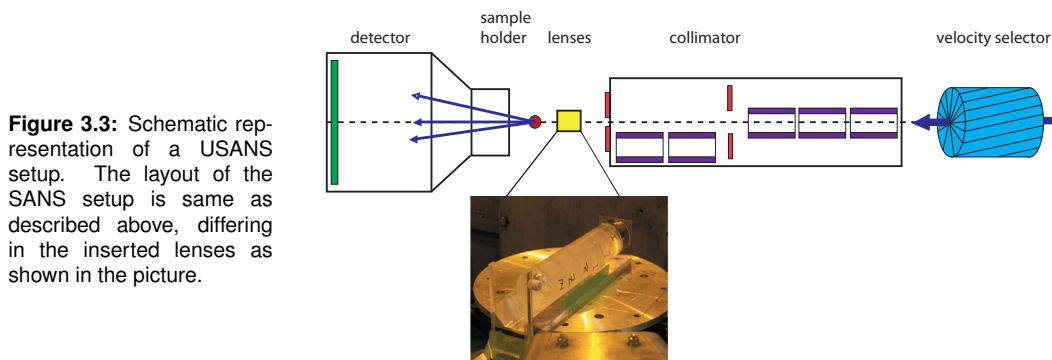 sample
detector holder lenses collimator velocity selector
Figure 3.3: Schematic rep-
resentation of a USANS
setup. The layout of the
SANS setup is same as
described above, differing
in the inserted lenses as
shown in the picture.